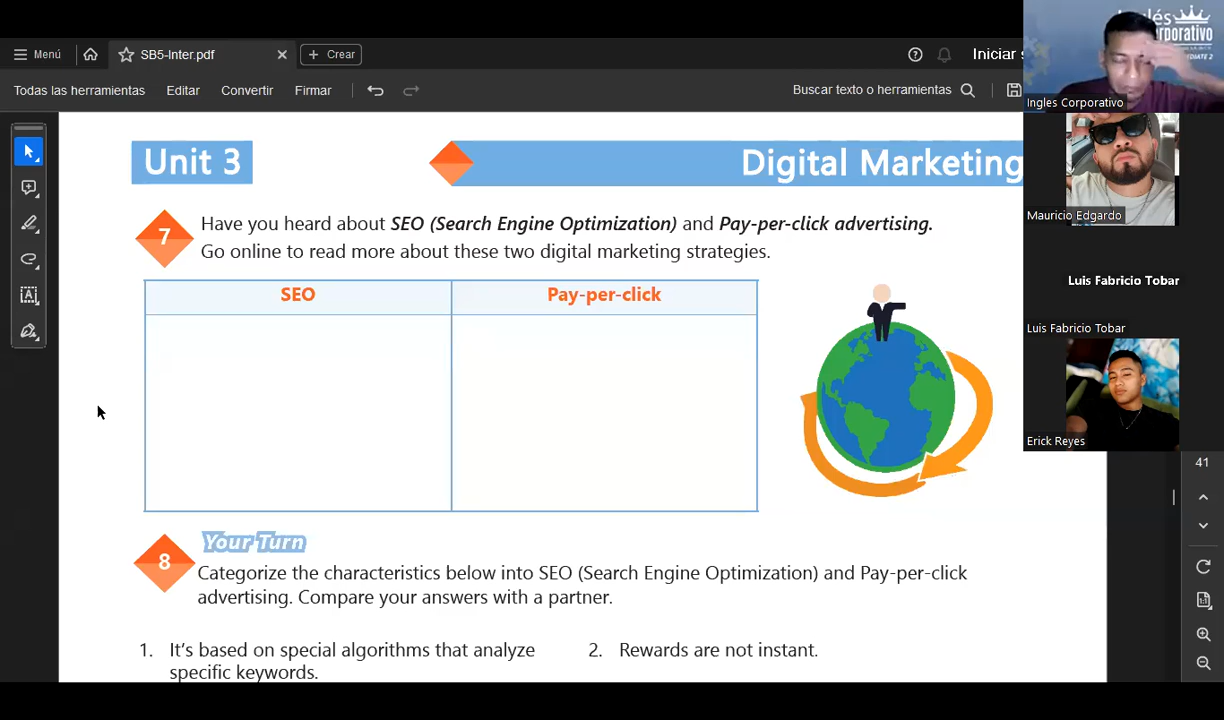 Menú
SB5-Inter.pdf
Crear
Iniciar s
Todas las herramientas
Editar
Convertir
Firmar
Buscar texto o herramientas
Unit 3
Digital Marketing
7
Have you heard about SEO (Search Engine Optimization) and Pay-per-click advertising.
Go online to read more about these two digital marketing strategies.
SEO
Pay-per-click
8
Your Turn
Categorize the characteristics below into SEO (Search Engine Optimization) and Pay-per-click
advertising. Compare your answers with a partner.
1. It's based on special algorithms that analyze
specific keywords.
2. Rewards are not instant.
Ingles Corporativo
Mauricio Edgardo
Luis Fabricio Tobar
Luis Fabricio Tobar
Erick Reyes
41
1:1